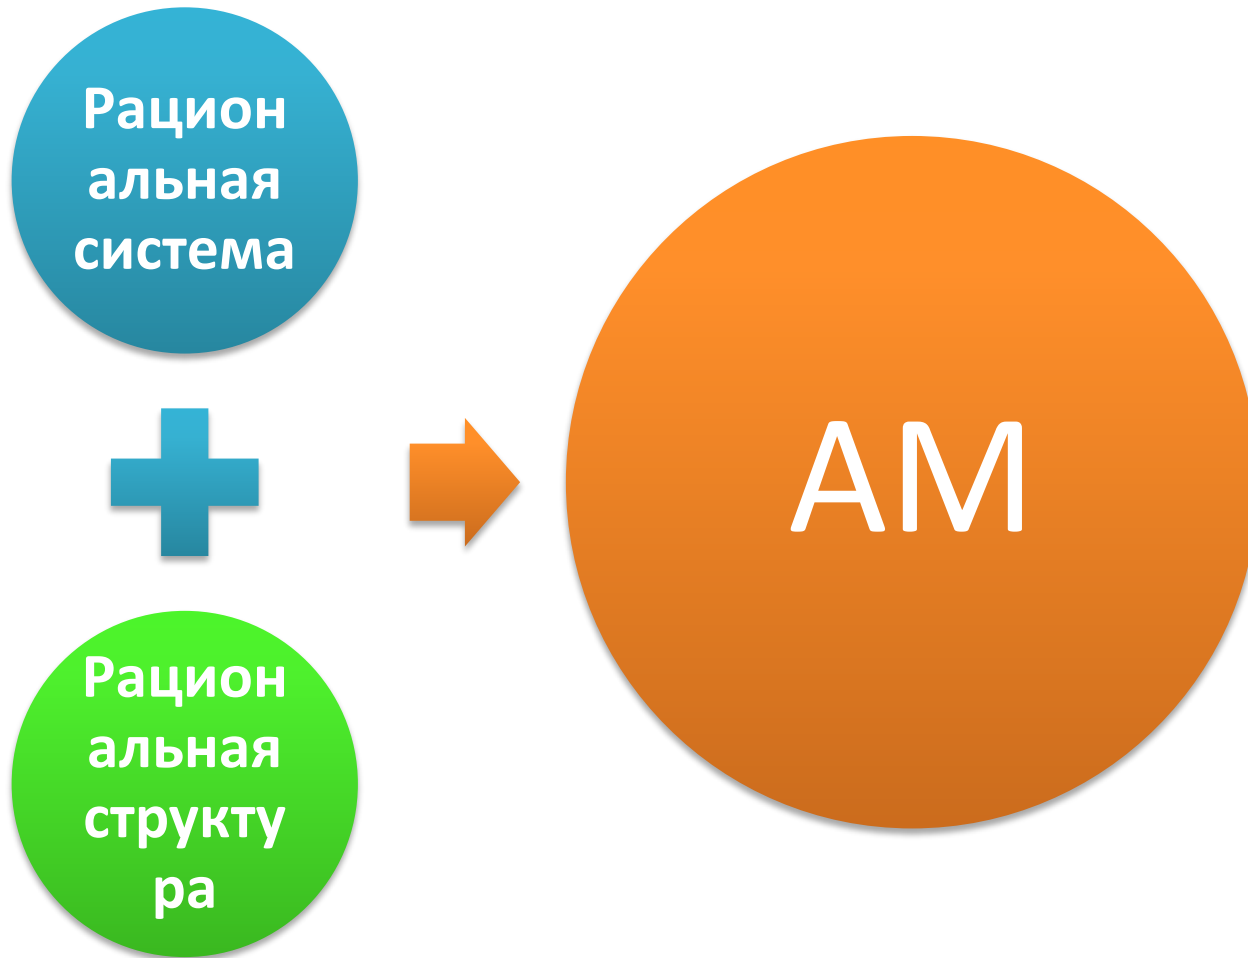 Рацион
альная
система
Рацион
альная
структу
ра
АМ